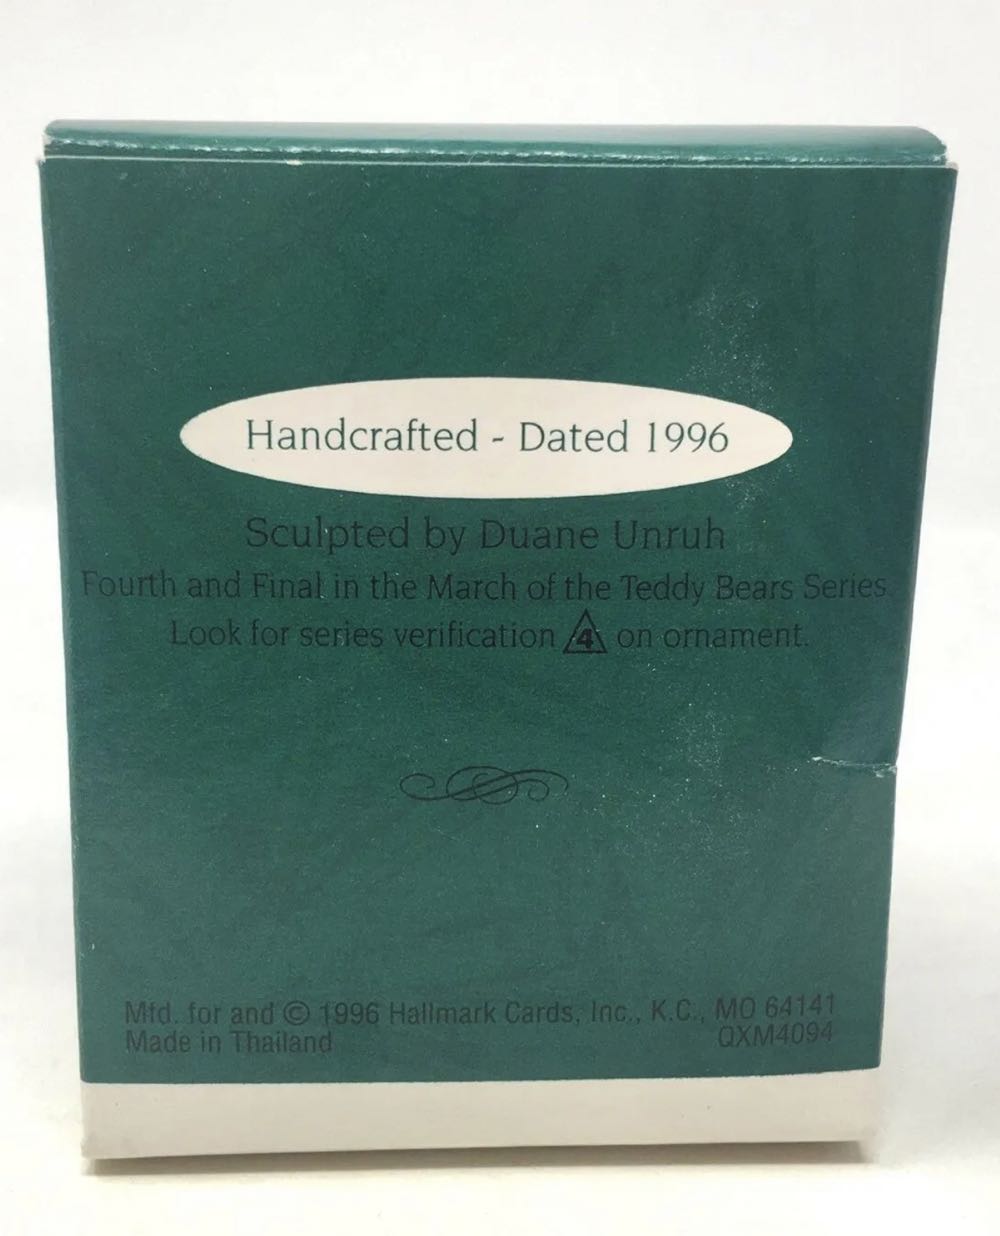 Handcrafted - Dated 1996
Sculpted by Duane Unruh
Fourth and Final in the March of the Teddy Bears Series
Look for series verification 4 on ornament.
Mfd. for and © 1996 Hallmark Cards, Inc., K.C., MO 64141
Made in Thailand QXM4094